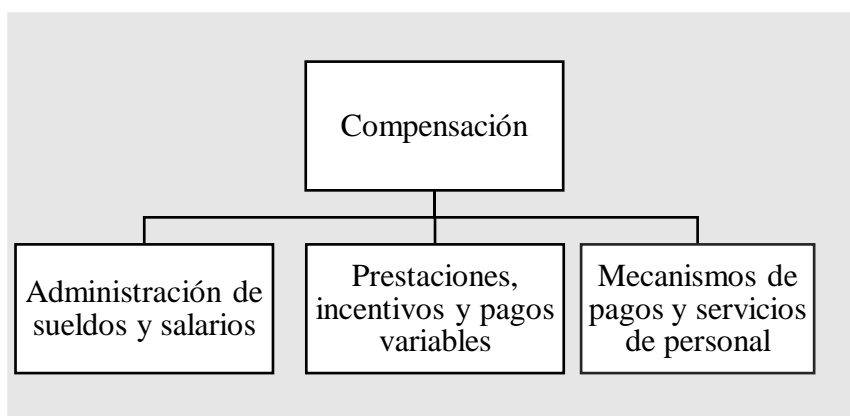 Compensación
Administración de
sueldos y salarios
Prestaciones,
incentivos y pagos
variables
Mecanismos de
pagos y servicios
de personal